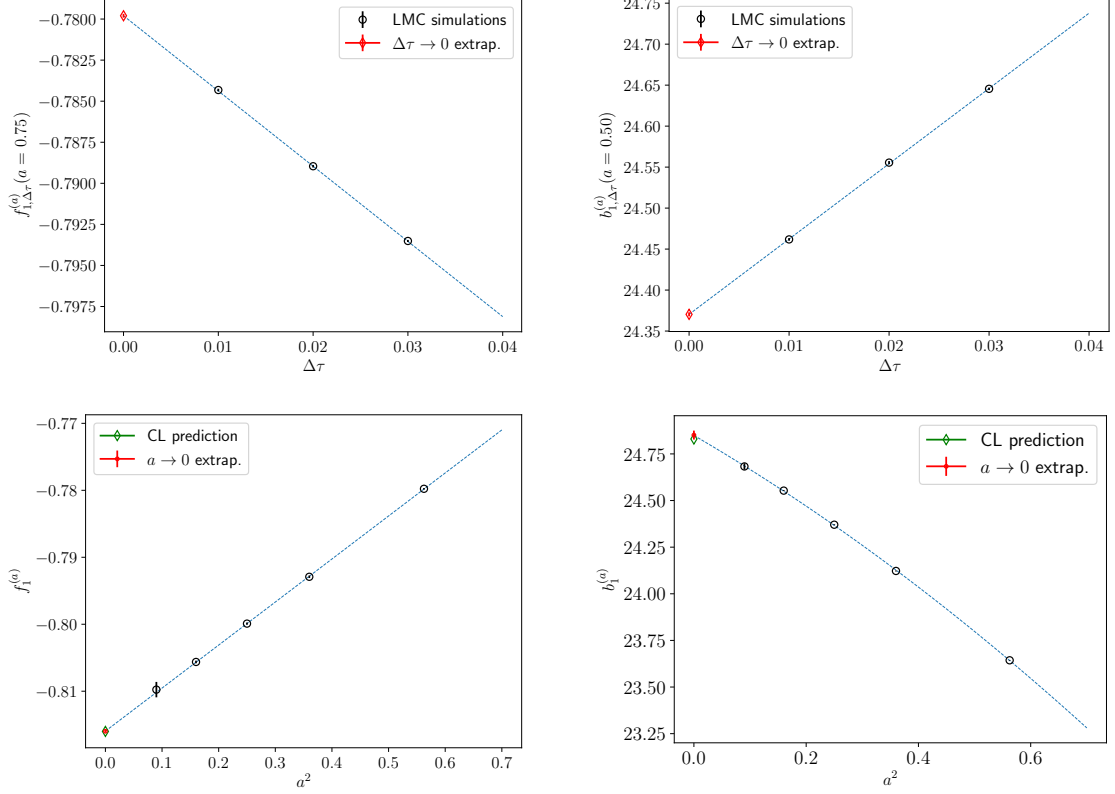 −0.7800
−0.7825
−0.7850
−0.7875
−0.7900
−0.7925
−0.7950
−0.7975
0.00 0.01 0.02 0.03 0.04
Δτ
f_{1,Δτ}^{(a)}(a = 0.75)
LMC simulations
Δτ → 0 extrap.
24.75
24.70
24.65
24.60
24.55
24.50
24.45
24.40
24.35
0.00 0.01 0.02 0.03 0.04
Δτ
b_{1,Δτ}^{(a)}(a = 0.50)
LMC simulations
Δτ → 0 extrap.
−0.77
−0.78
−0.79
−0.80
−0.81
0.0 0.1 0.2 0.3 0.4 0.5 0.6 0.7
a²
f_1^{(a)}
CL prediction
a → 0 extrap.
24.75
24.50
24.25
24.00
23.75
23.50
23.25
0.0 0.2 0.4 0.6
a²
b_1^{(a)}
CL prediction
a → 0 extrap.